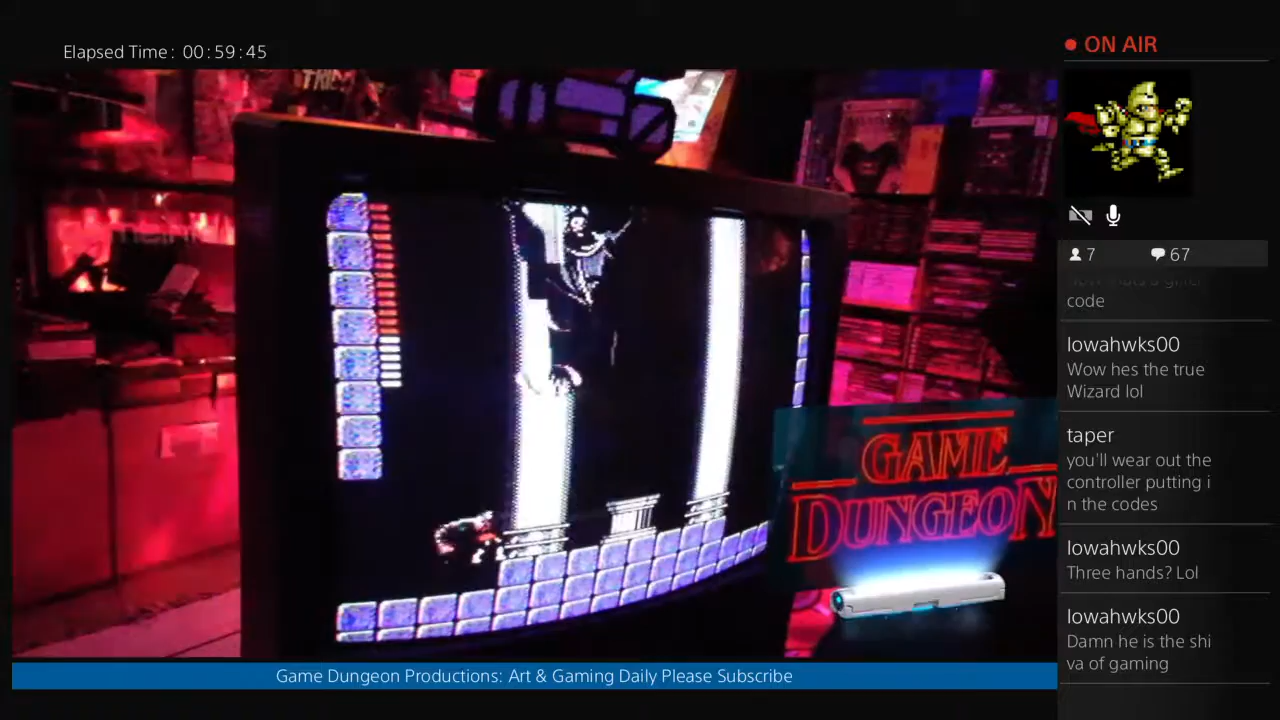 Elapsed Time: 00:59:45
ON AIR
7
67
code
Iowahwks00
Wow hes the true
Wizard lol
taper
you'll wear out the
controller putting i
n the codes
Iowahwks00
Three hands? Lol
Iowahwks00
Damn he is the shi
va of gaming
GAME
DUNGEON
Game Dungeon Productions: Art & Gaming Daily Please Subscribe